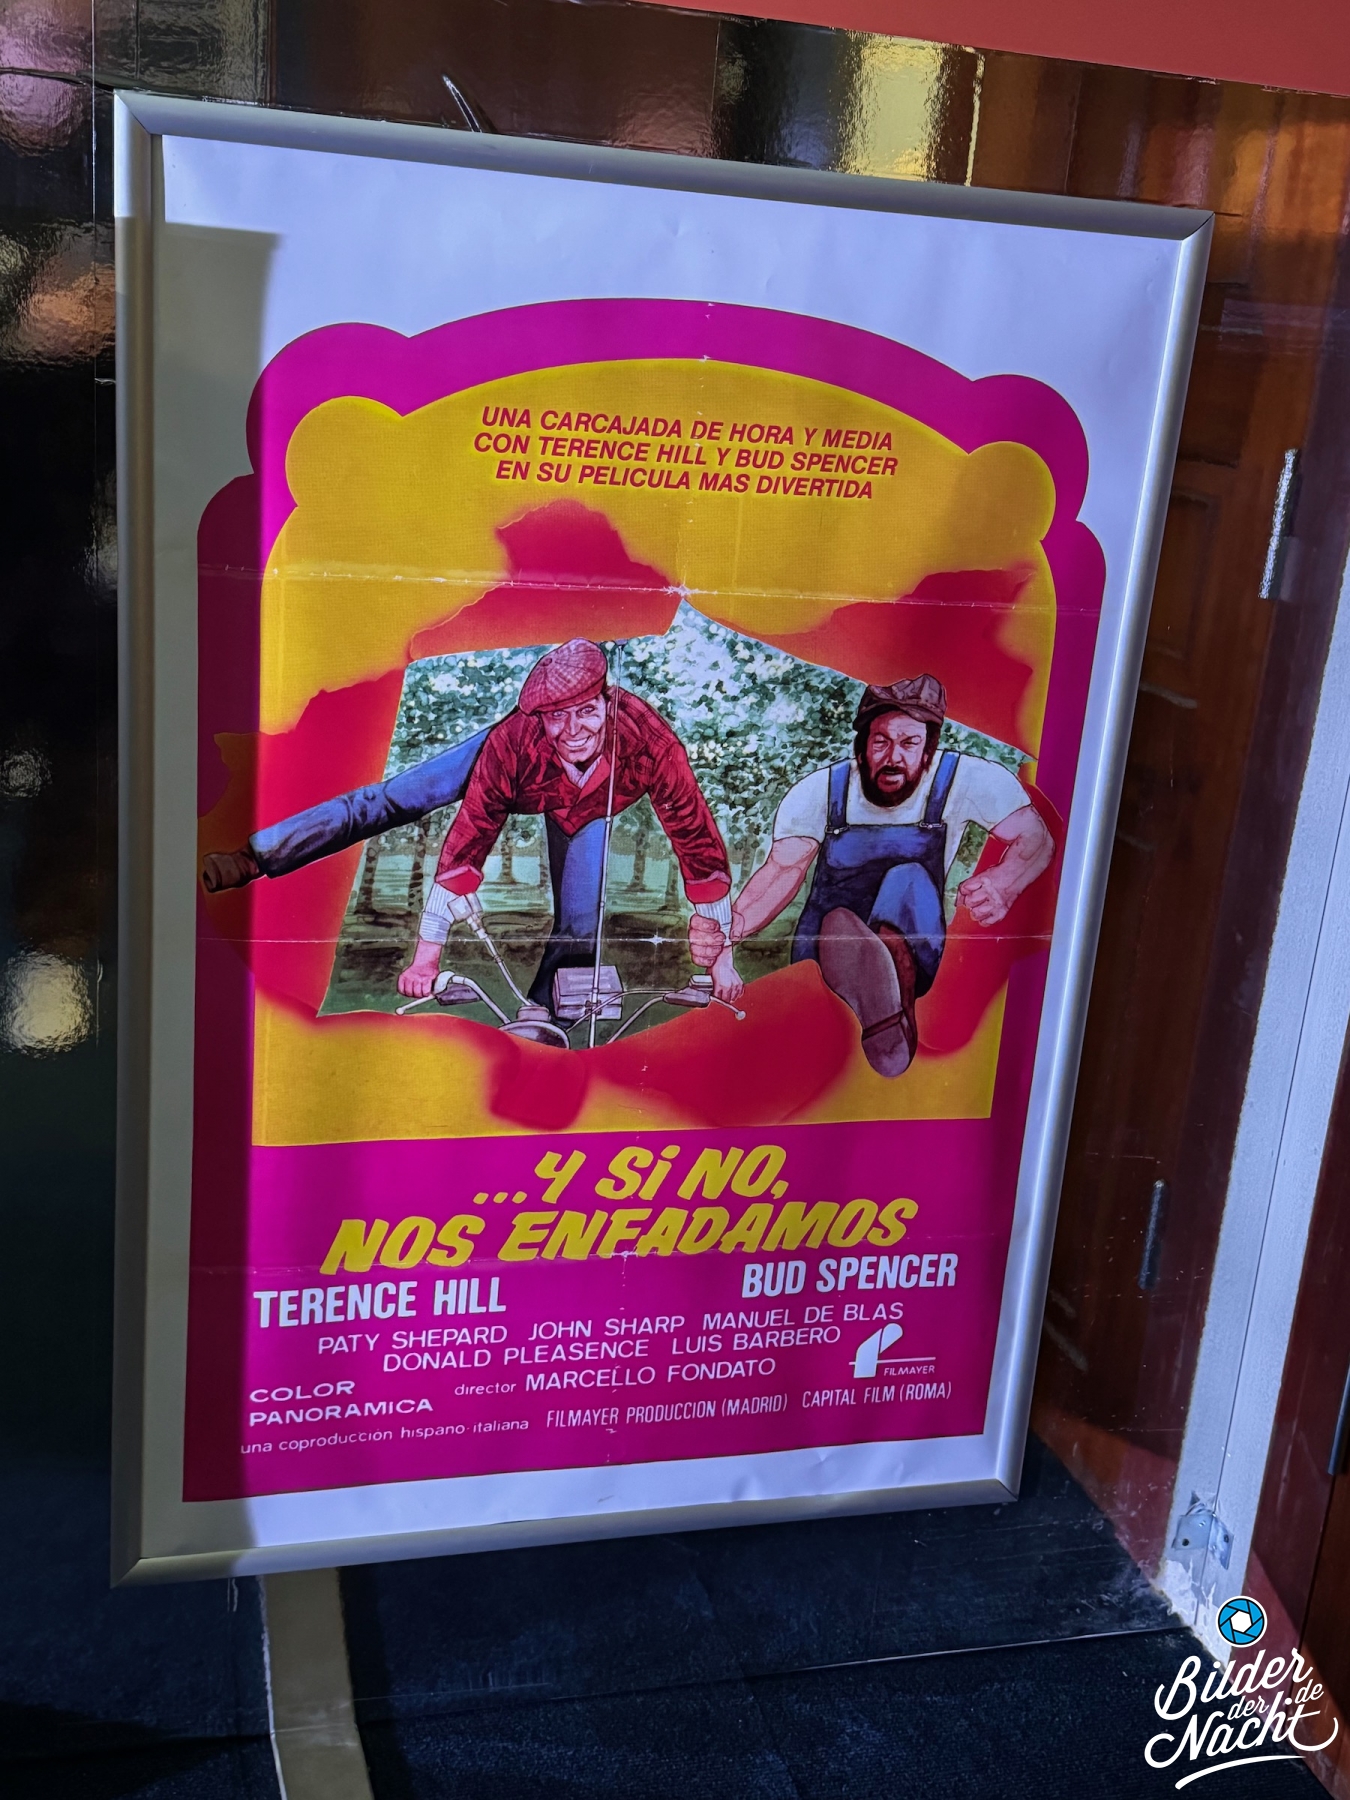 UNA CARCAJADA DE HORA Y MEDIA
CON TERENCE HILL Y BUD SPENCER
EN SU PELICULA MAS DIVERTIDA
...Y Si NO,
NOS ENFADAMOS
TERENCE HILL
BUD SPENCER
PATY SHEPARD JOHN SHARP MANUEL DE BLAS
DONALD PLEASENCE LUIS BARBERO
FILMAYER
COLOR
PANORAMICA
director MARCELLO FONDATO
una coproducción hispano-italiana FILMAYER PRODUCCION (MADRID) CAPITAL FILM (ROMA)
Bilder
der
Nacht
de